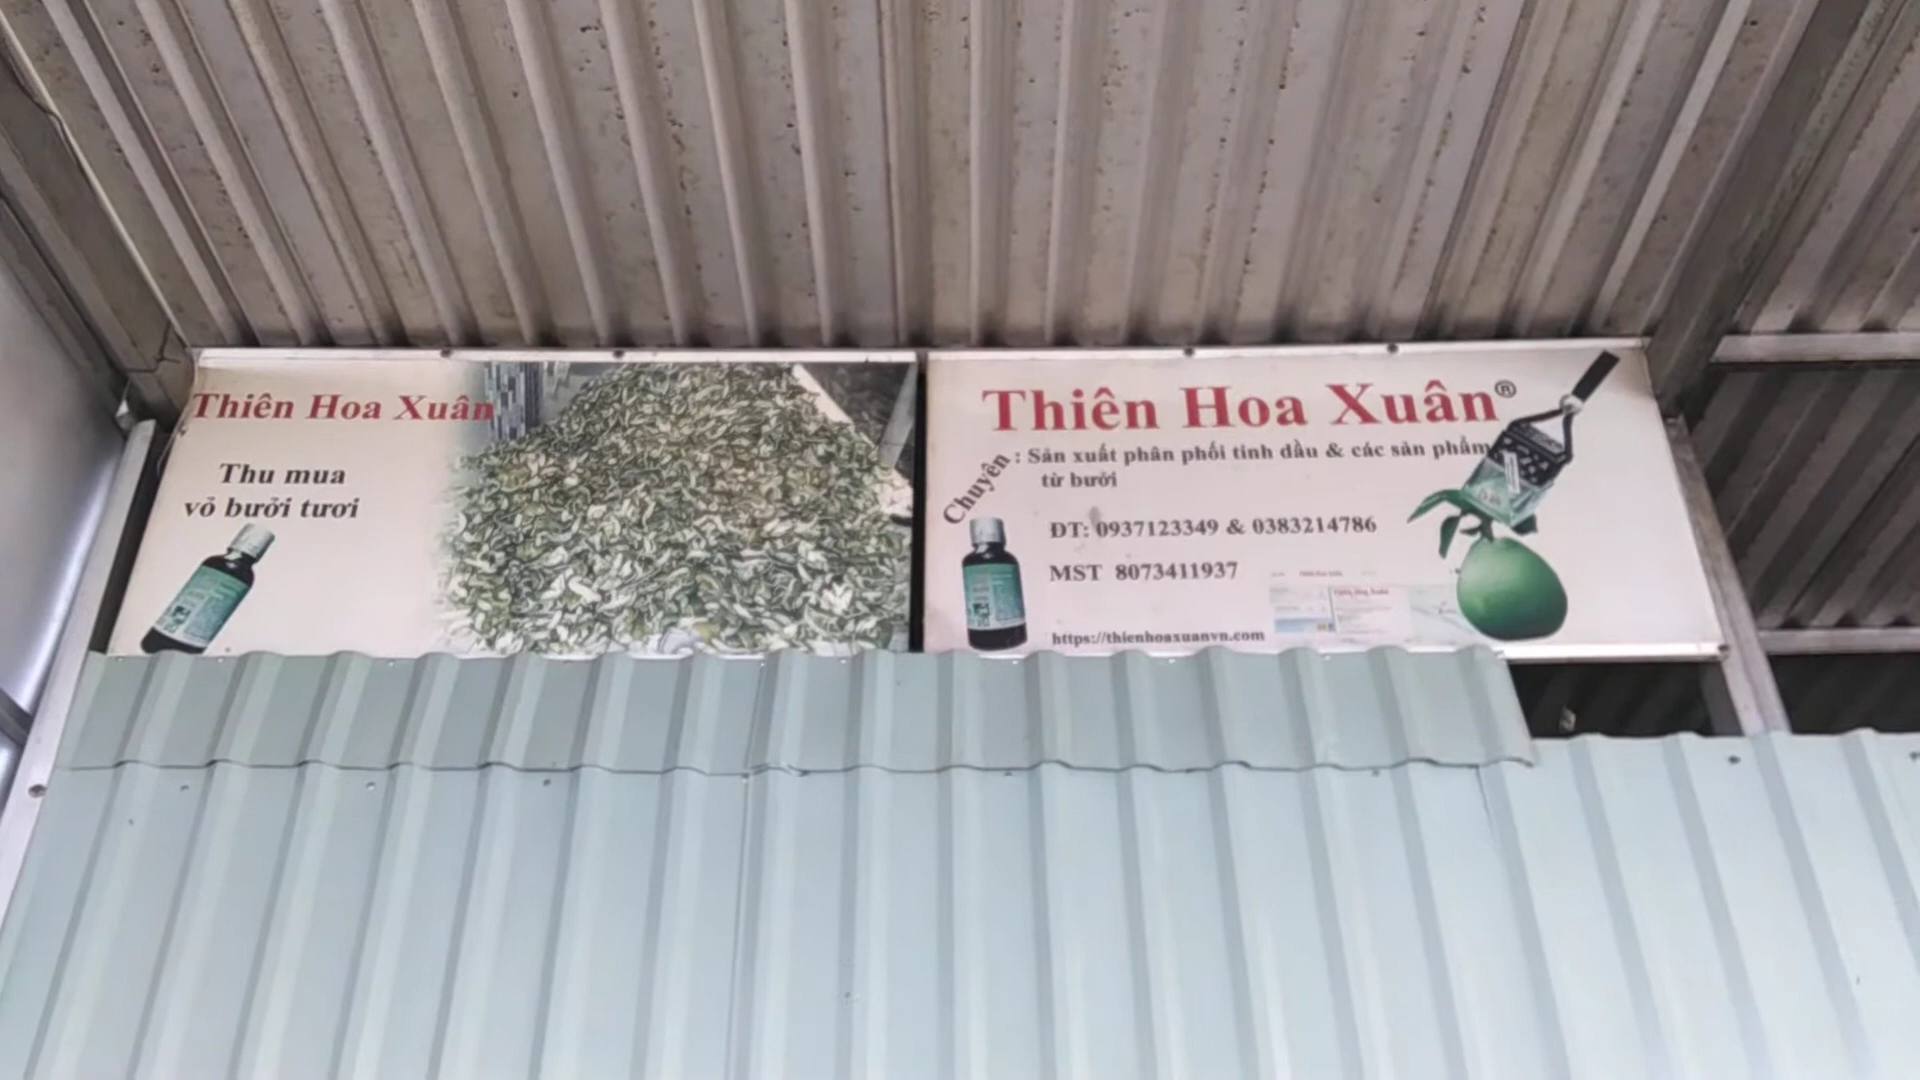 Thiên Hoa Xuân
Thu mua
vỏ bưởi tươi
Thiên Hoa Xuân®
Chuyên : Sản xuất phân phối tinh dầu & các sản phẩm
từ bưởi
ĐT: 0937123349 & 0383214786
MST 8073411937
https://thienhoaxuanvn.com